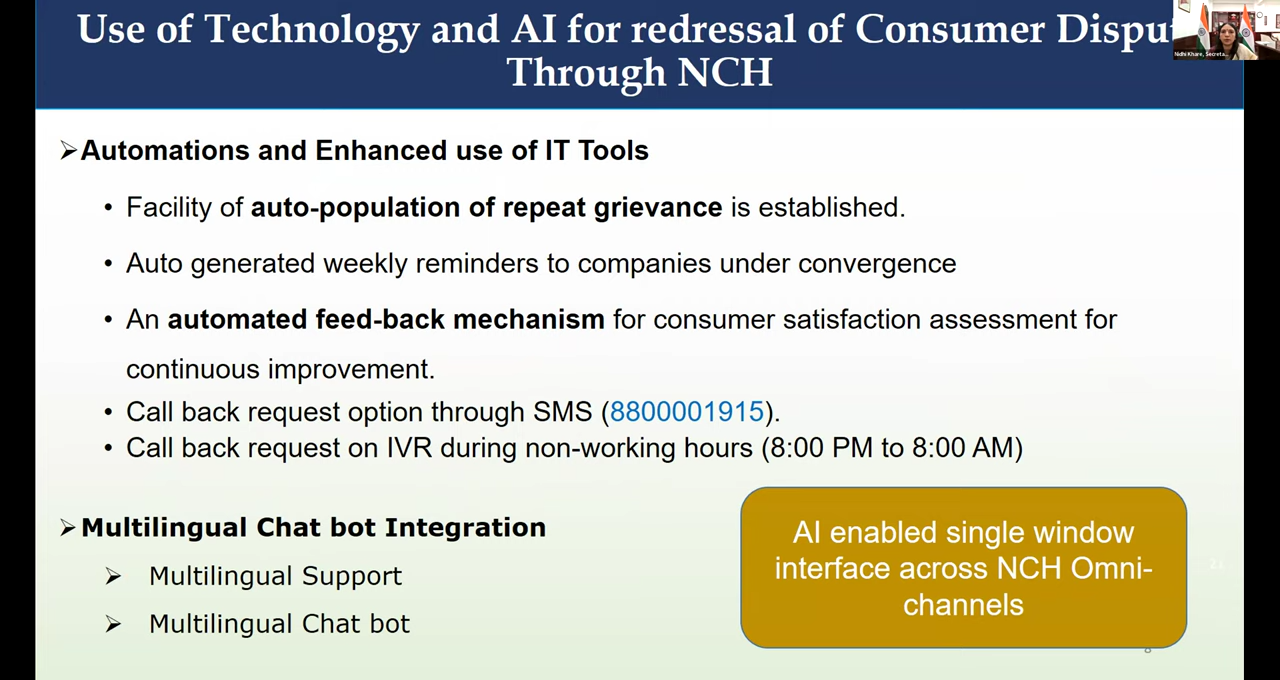 Use of Technology and AI for redressal of Consumer Dispu
Through NCH
Nidhi Khare, Secreta...
➢Automations and Enhanced use of IT Tools
• Facility of auto-population of repeat grievance is established.
• Auto generated weekly reminders to companies under convergence
• An automated feed-back mechanism for consumer satisfaction assessment for
continuous improvement.
• Call back request option through SMS (8800001915).
• Call back request on IVR during non-working hours (8:00 PM to 8:00 AM)
➢Multilingual Chat bot Integration
➢ Multilingual Support
➢ Multilingual Chat bot
AI enabled single window
interface across NCH Omni-
channels